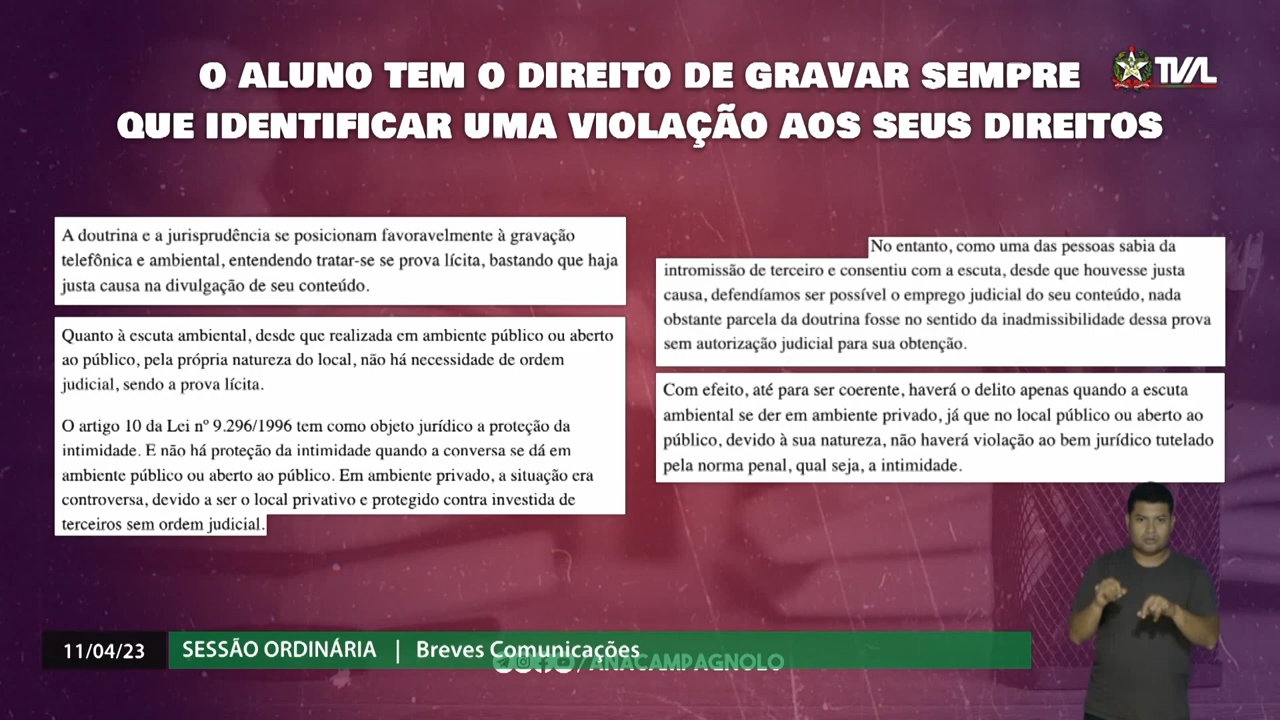 O ALUNO TEM O DIREITO DE GRAVAR SEMPRE
QUE IDENTIFICAR UMA VIOLAÇÃO AOS SEUS DIREITOS
TVAL
A doutrina e a jurisprudência se posicionam favoravelmente à gravação
telefônica e ambiental, entendendo tratar-se se prova lícita, bastando que haja
justa causa na divulgação de seu conteúdo.
Quanto à escuta ambiental, desde que realizada em ambiente público ou aberto
ao público, pela própria natureza do local, não há necessidade de ordem
judicial, sendo a prova lícita.
O artigo 10 da Lei nº 9.296/1996 tem como objeto jurídico a proteção da
intimidade. E não há proteção da intimidade quando a conversa se dá em
ambiente público ou aberto ao público. Em ambiente privado, a situação era
controversa, devido a ser o local privativo e protegido contra investida de
terceiros sem ordem judicial.
No entanto, como uma das pessoas sabia da
intromissão de terceiro e consentiu com a escuta, desde que houvesse justa
causa, defendíamos ser possível o emprego judicial do seu conteúdo, nada
obstante parcela da doutrina fosse no sentido da inadmissibilidade dessa prova
sem autorização judicial para sua obtenção.
Com efeito, até para ser coerente, haverá o delito apenas quando a escuta
ambiental se der em ambiente privado, já que no local público ou aberto ao
público, devido à sua natureza, não haverá violação ao bem jurídico tutelado
pela norma penal, qual seja, a intimidade.
11/04/23 SESSÃO ORDINÁRIA | Breves Comunicações
/ANACAMPAGNOLO